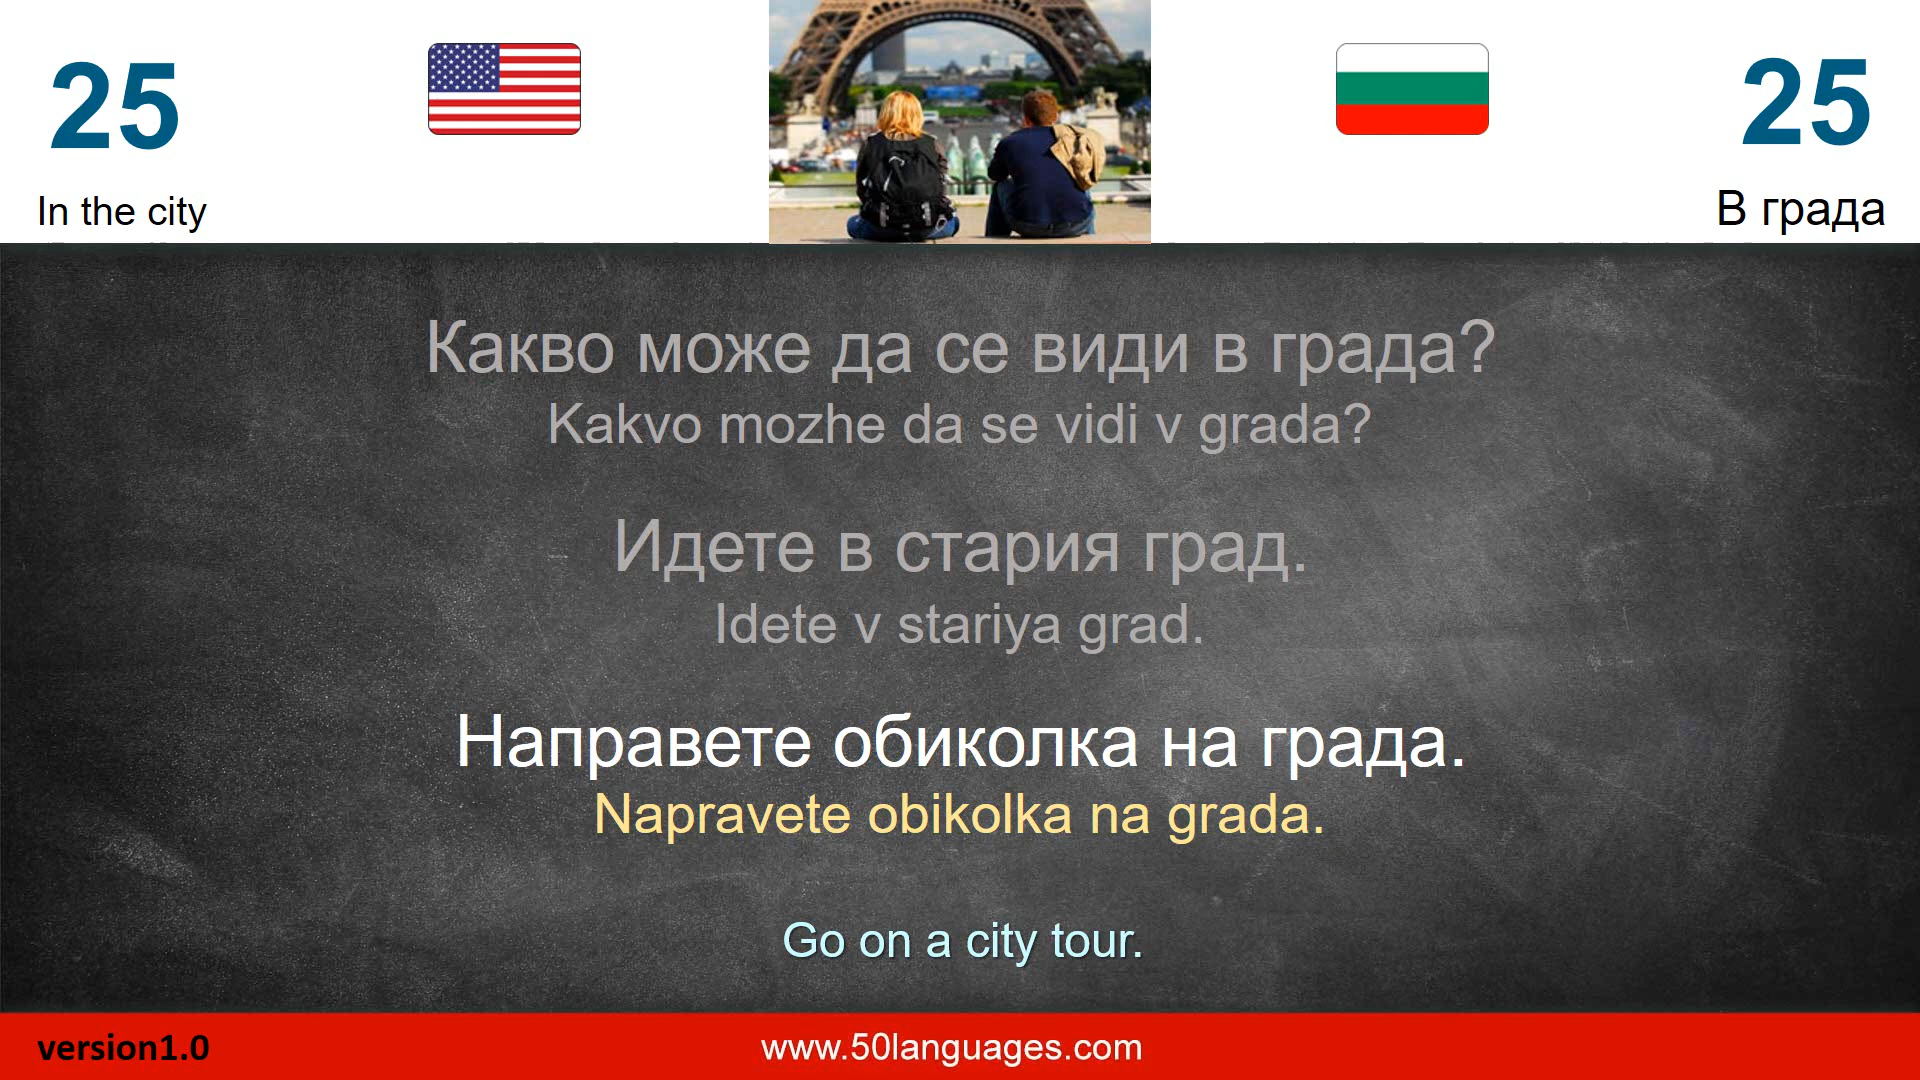 25
25
In the city
В града
Какво може да се види в града?
Kakvo mozhe da se vidi v grada?
Идете в стария град.
Idete v stariya grad.
Направете обиколка на града.
Napravete obikolka na grada.
Go on a city tour.
version1.0
www.50languages.com